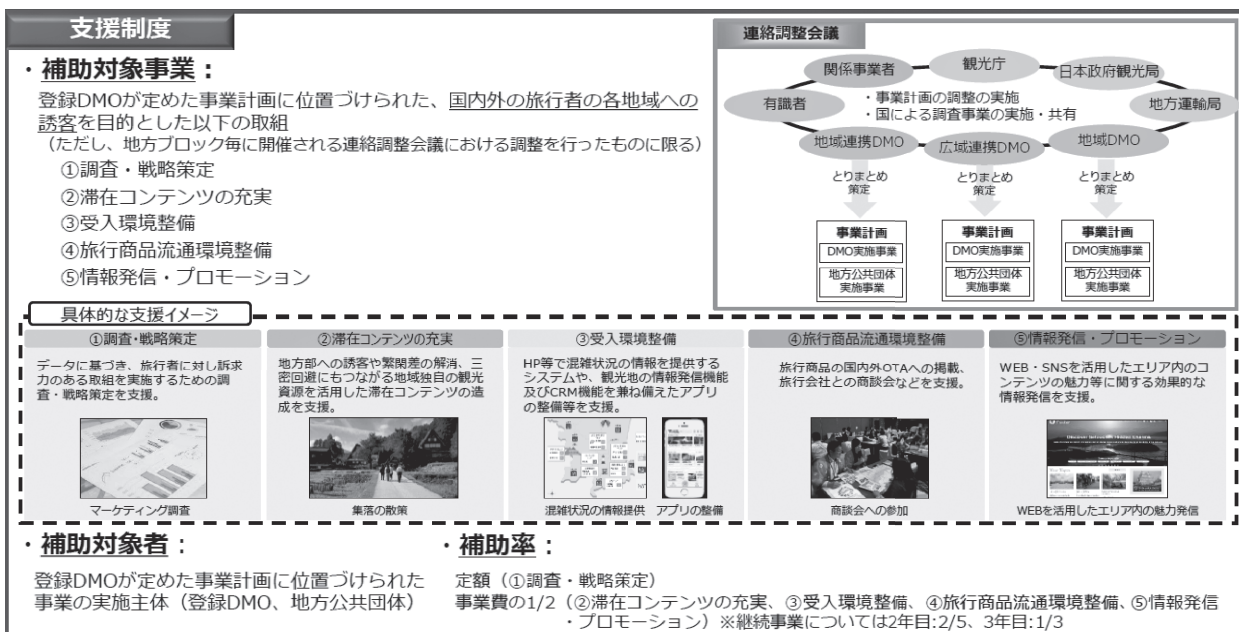 支援制度
・補助対象事業：
登録DMOが定めた事業計画に位置づけられた、国内外の旅行者の各地域への
誘客を目的とした以下の取組
（ただし、地方ブロック毎に開催される連絡調整会議における調整を行ったものに限る）
①調査・戦略策定
②滞在コンテンツの充実
③受入環境整備
④旅行商品流通環境整備
⑤情報発信・プロモーション
連絡調整会議
関係事業者
観光庁
日本政府観光局
有識者
地方運輸局
・事業計画の調整の実施
・国による調査事業の実施・共有
地域連携DMO
広域連携DMO
地域DMO
とりまとめ
策定
とりまとめ
策定
とりまとめ
策定
事業計画
DMO実施事業
地方公共団体
実施事業
事業計画
DMO実施事業
地方公共団体
実施事業
事業計画
DMO実施事業
地方公共団体
実施事業
具体的な支援イメージ
①調査・戦略策定
データに基づき、旅行者に対し訴求
力のある取組を実施するための調
査・戦略策定を支援。
マーケティング調査
②滞在コンテンツの充実
地方部への誘客や繁閑差の解消、三
密回避にもつながる地域独自の観光
資源を活用した滞在コンテンツの造
成を支援。
集落の散策
③受入環境整備
HP等で混雑状況の情報を提供する
システムや、観光地の情報発信機能
及びCRM機能を兼ね備えたアプリ
の整備等を支援。
混雑状況の情報提供
アプリの整備
④旅行商品流通環境整備
旅行商品の国内外OTAへの掲載、
旅行会社との商談会などを支援。
商談会への参加
⑤情報発信・プロモーション
WEB・SNSを活用したエリア内のコ
ンテンツの魅力等に関する効果的な
情報発信を支援。
WEBを活用したエリア内の魅力発信
・補助対象者：
登録DMOが定めた事業計画に位置づけられた
事業の実施主体（登録DMO、地方公共団体）
・補助率：
定額（①調査・戦略策定）
事業費の1/2（②滞在コンテンツの充実、③受入環境整備、④旅行商品流通環境整備、⑤情報発信
・プロモーション）※継続事業については2年目:2/5、3年目:1/3